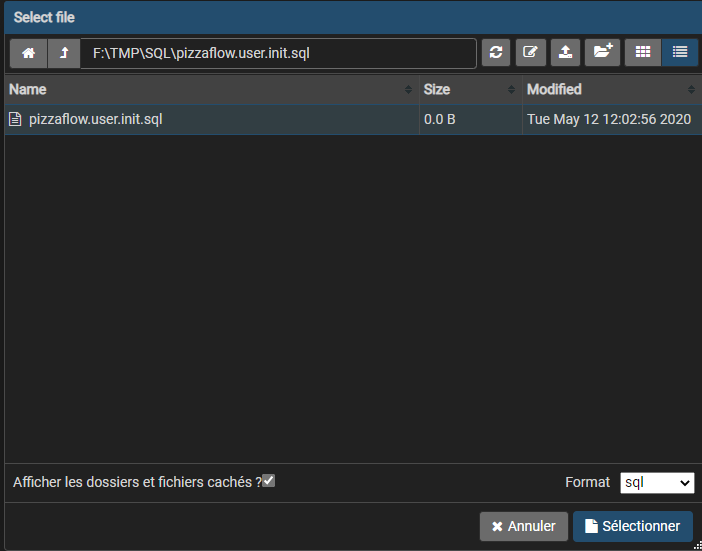 Select file
F:\TMP\SQL\pizzaflow.user.init.sql
Name Size Modified
pizzaflow.user.init.sql 0.0 B Tue May 12 12:02:56 2020
Afficher les dossiers et fichiers cachés ? Format sql
Annuler Sélectionner